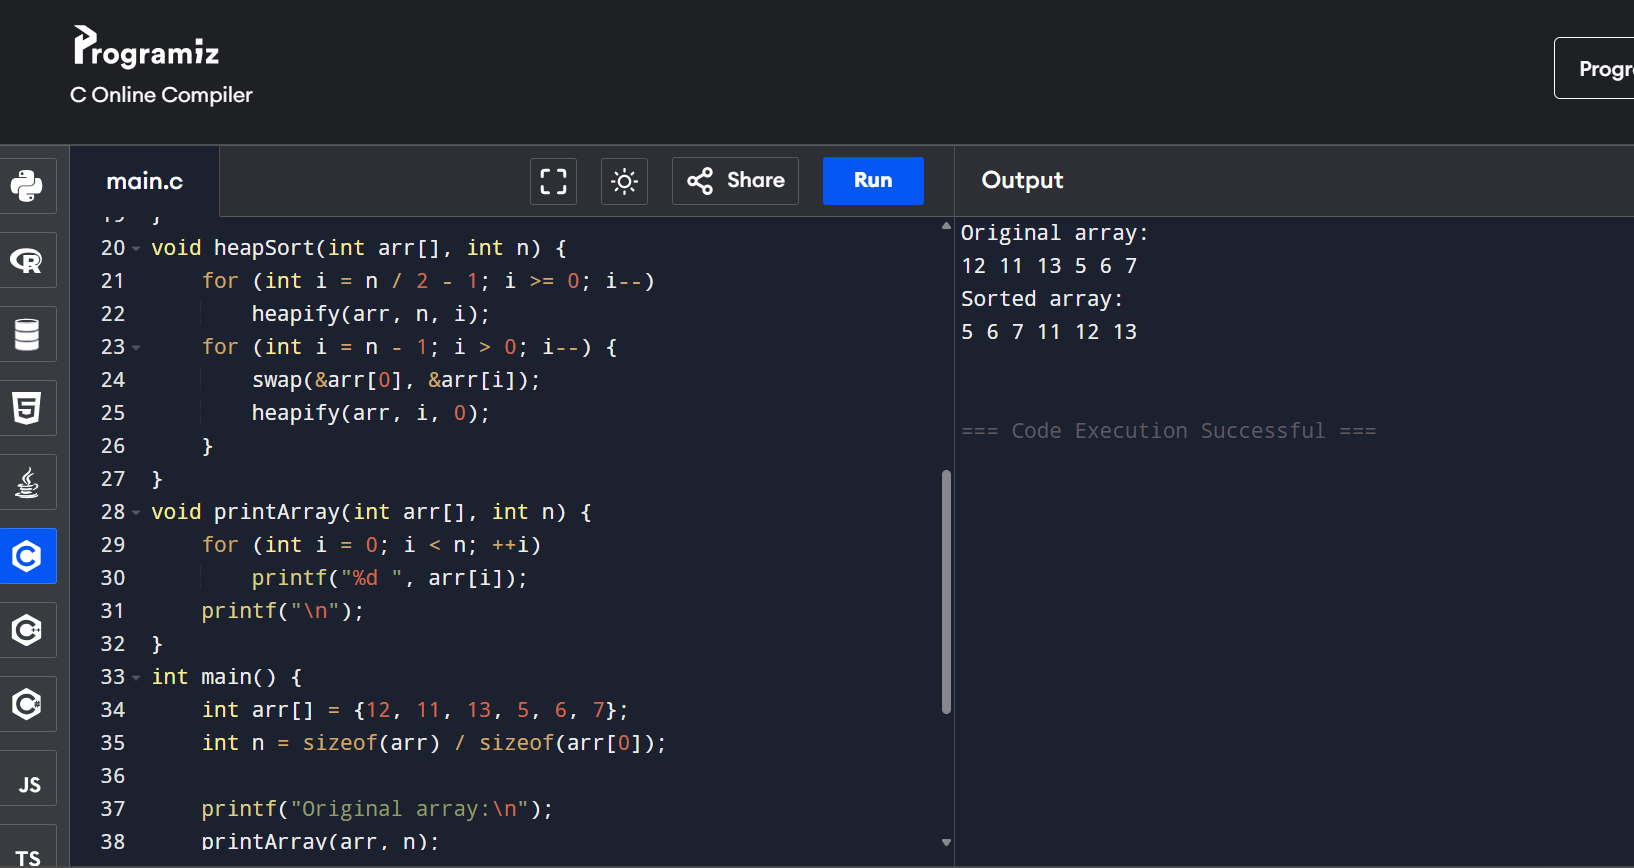 Programiz
C Online Compiler
Progr
main.c
Share
Run
Output
19 }
20 void heapSort(int arr[], int n) {
21     for (int i = n / 2 - 1; i >= 0; i--)
22         heapify(arr, n, i);
23     for (int i = n - 1; i > 0; i--) {
24         swap(&arr[0], &arr[i]);
25         heapify(arr, i, 0);
26     }
27 }
28 void printArray(int arr[], int n) {
29     for (int i = 0; i < n; ++i)
30         printf("%d ", arr[i]);
31     printf("\n");
32 }
33 int main() {
34     int arr[] = {12, 11, 13, 5, 6, 7};
35     int n = sizeof(arr) / sizeof(arr[0]);
36
37     printf("Original array:\n");
38     printArray(arr, n);
Original array:
12 11 13 5 6 7
Sorted array:
5 6 7 11 12 13
=== Code Execution Successful ===
R
5
C
C++
C#
JS
TS